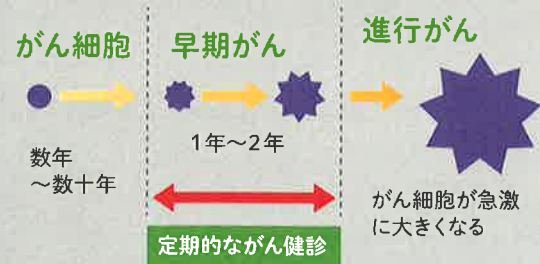 がん細胞
早期がん
進行がん
数年
～数十年
1年～2年
がん細胞が急激
に大きくなる
定期的ながん健診